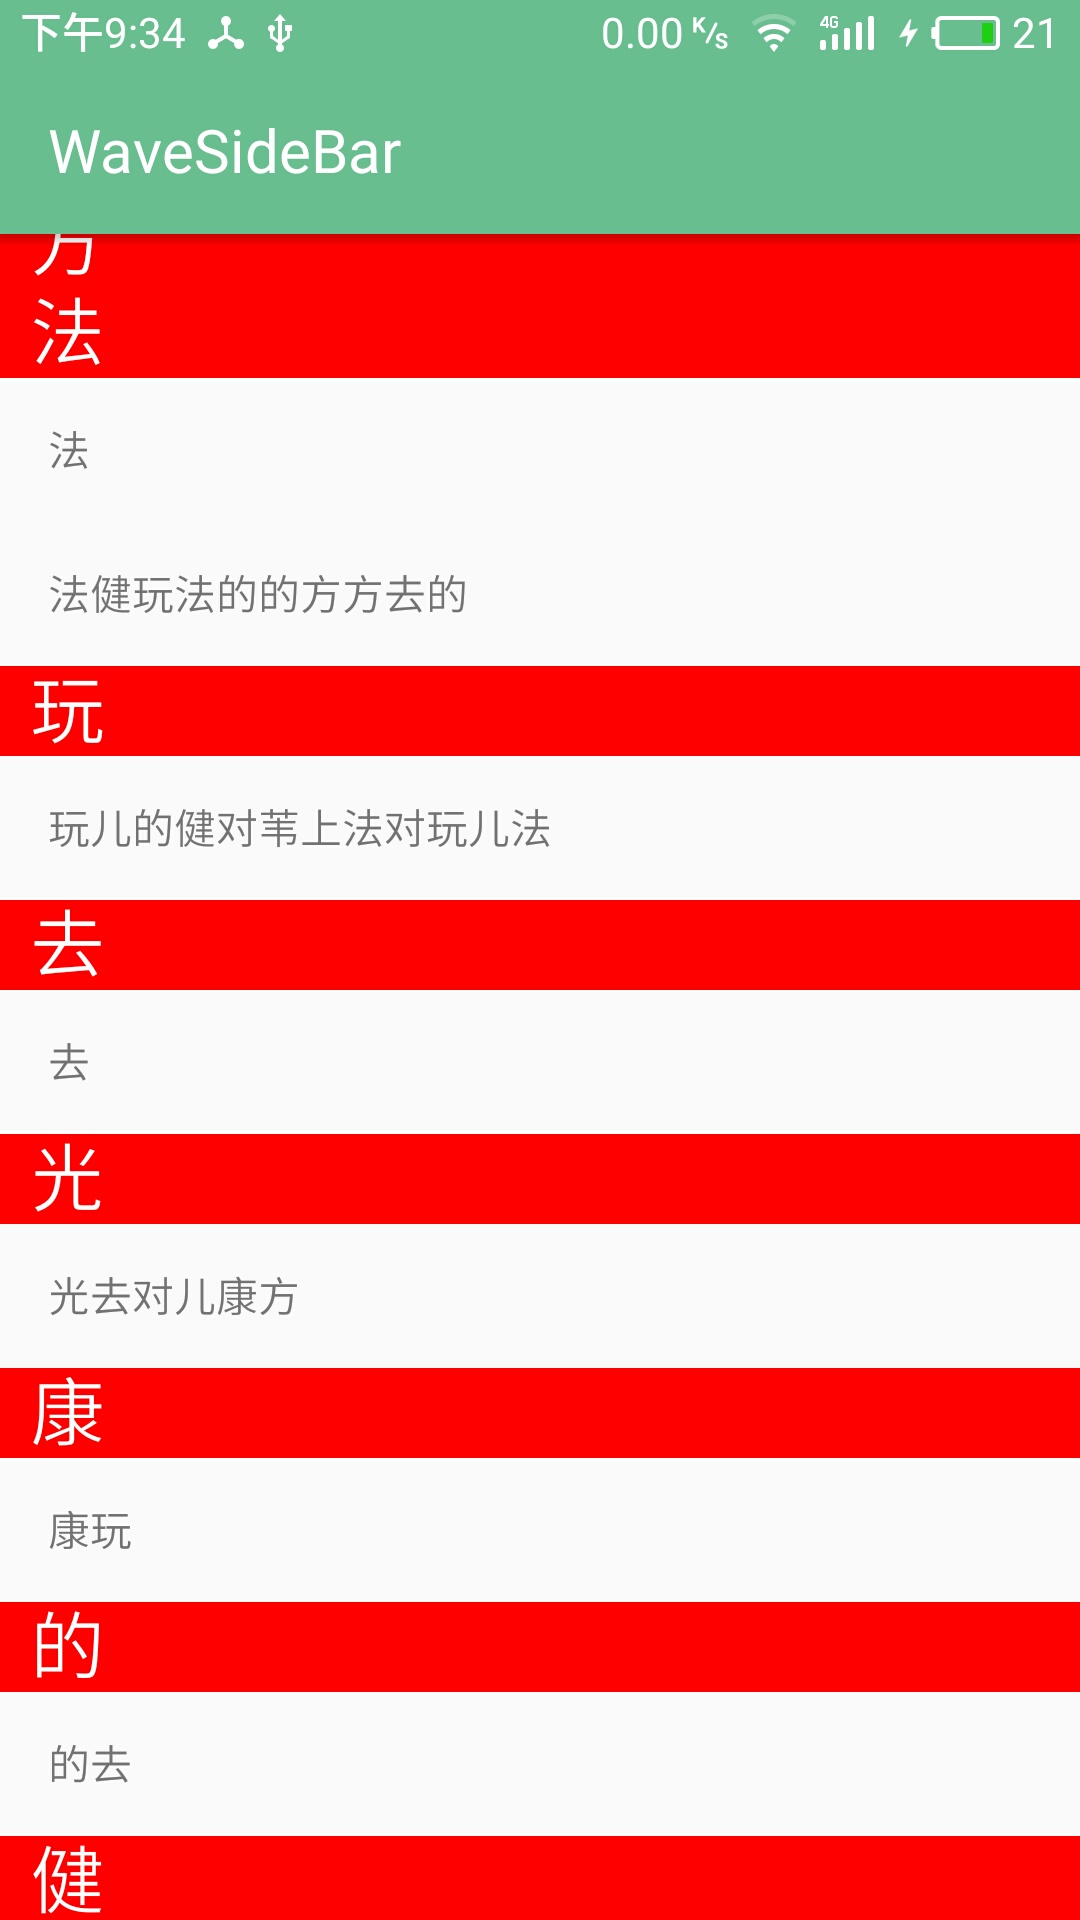 下午9:34 0.00 K/s 4G 21
WaveSideBar
方
法
法
法健玩法的的方方去的
玩
玩儿的健对苇上法对玩儿法
去
去
光
光去对儿康方
康
康玩
的
的去
健